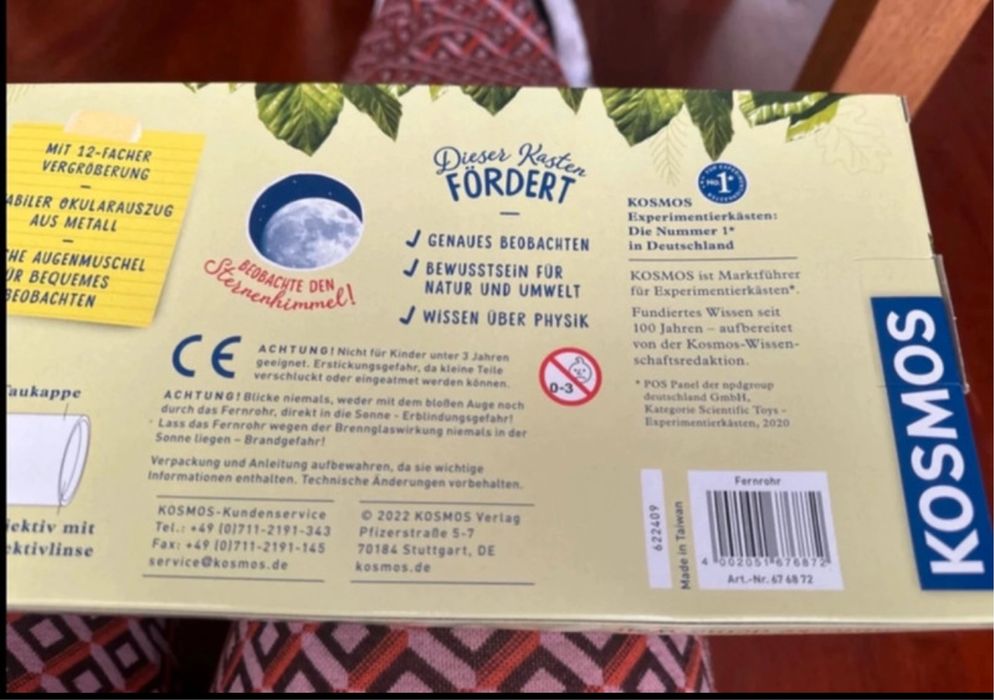 MIT 12-FACHER
VERGRÖßERUNG
–
ABILER OKULARAUSZUG
AUS METALL
–
HE AUGENMUSCHEL
ÜR BEQUEMES
BEOBACHTEN
BEOBACHTE DEN
Sternenhimmel!
Dieser Kasten
FÖRDERT
–
✓ GENAUES BEOBACHTEN
✓ BEWUSSTSEIN FÜR
NATUR UND UMWELT
✓ WISSEN ÜBER PHYSIK
No 1*
KOSMOS
Experimentierkästen:
Die Nummer 1*
in Deutschland
KOSMOS ist Marktführer
für Experimentierkästen*.
Fundiertes Wissen seit
100 Jahren – aufbereitet
von der Kosmos-Wissen-
schaftsredaktion.
* POS Panel der npdgroup
deutschland GmbH,
Kategorie Scientific Toys -
Experimentierkästen, 2020
CE
ACHTUNG! Nicht für Kinder unter 3 Jahren
geeignet. Erstickungsgefahr, da kleine Teile
verschluckt oder eingeatmet werden können.
0-3
ACHTUNG! Blicke niemals, weder mit dem bloßen Auge noch
durch das Fernrohr, direkt in die Sonne - Erblindungsgefahr!
Lass das Fernrohr wegen der Brennglaswirkung niemals in der
Sonne liegen – Brandgefahr!
Verpackung und Anleitung aufbewahren, da sie wichtige
Informationen enthalten. Technische Änderungen vorbehalten.
KOSMOS-Kundenservice
Tel.: +49 (0)711-2191-343
Fax: +49 (0)711-2191-145
service@kosmos.de
© 2022 KOSMOS Verlag
Pfizerstraße 5-7
70184 Stuttgart, DE
kosmos.de
Taukappe
jektiv mit
ektivlinse
622409
Made in Taiwan
Fernrohr
4 002051 676872
Art.-Nr. 67 68 72
KOSMOS